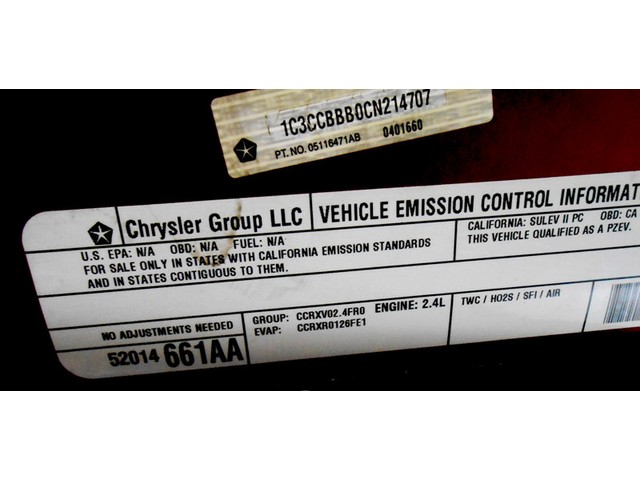 1C3CCBBB0CN214707
PT. NO. 05116471AB 0401660
Chrysler Group LLC
VEHICLE EMISSION CONTROL INFORMAT
U.S. EPA: N/A OBD: N/A FUEL: N/A
FOR SALE ONLY IN STATES WITH CALIFORNIA EMISSION STANDARDS
AND IN STATES CONTIGUOUS TO THEM.
CALIFORNIA: SULEV II PC OBD: CA
THIS VEHICLE QUALIFIED AS A PZEV.
NO ADJUSTMENTS NEEDED
52014 661AA
GROUP: CCRXV02.4FR0 ENGINE: 2.4L
EVAP: CCRXR0126FE1
TWC / HO2S / SFI / AIR